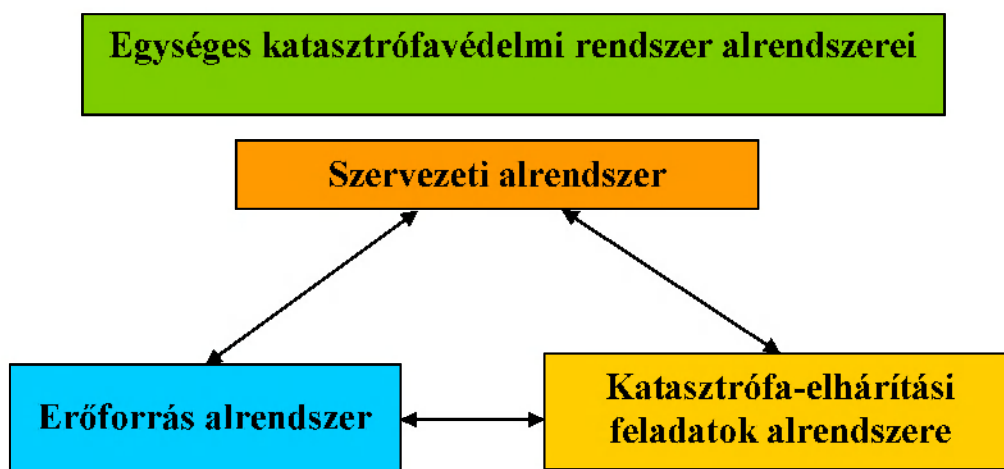 Egységes katasztrófavédelmi rendszer alrendszerei
Szervezeti alrendszer
Erőforrás alrendszer
Katasztrófa-elhárítási
feladatok alrendszere